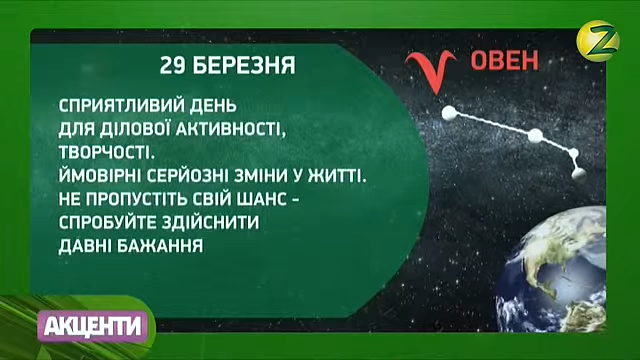 29 БЕРЕЗНЯ
ОВЕН
Z
СПРИЯТЛИВИЙ ДЕНЬ
ДЛЯ ДІЛОВОЇ АКТИВНОСТІ,
ТВОРЧОСТІ.
ЙМОВІРНІ СЕРЙОЗНІ ЗМІНИ У ЖИТТІ.
НЕ ПРОПУСТІТЬ СВІЙ ШАНС -
СПРОБУЙТЕ ЗДІЙСНИТИ
ДАВНІ БАЖАННЯ
АКЦЕНТИ